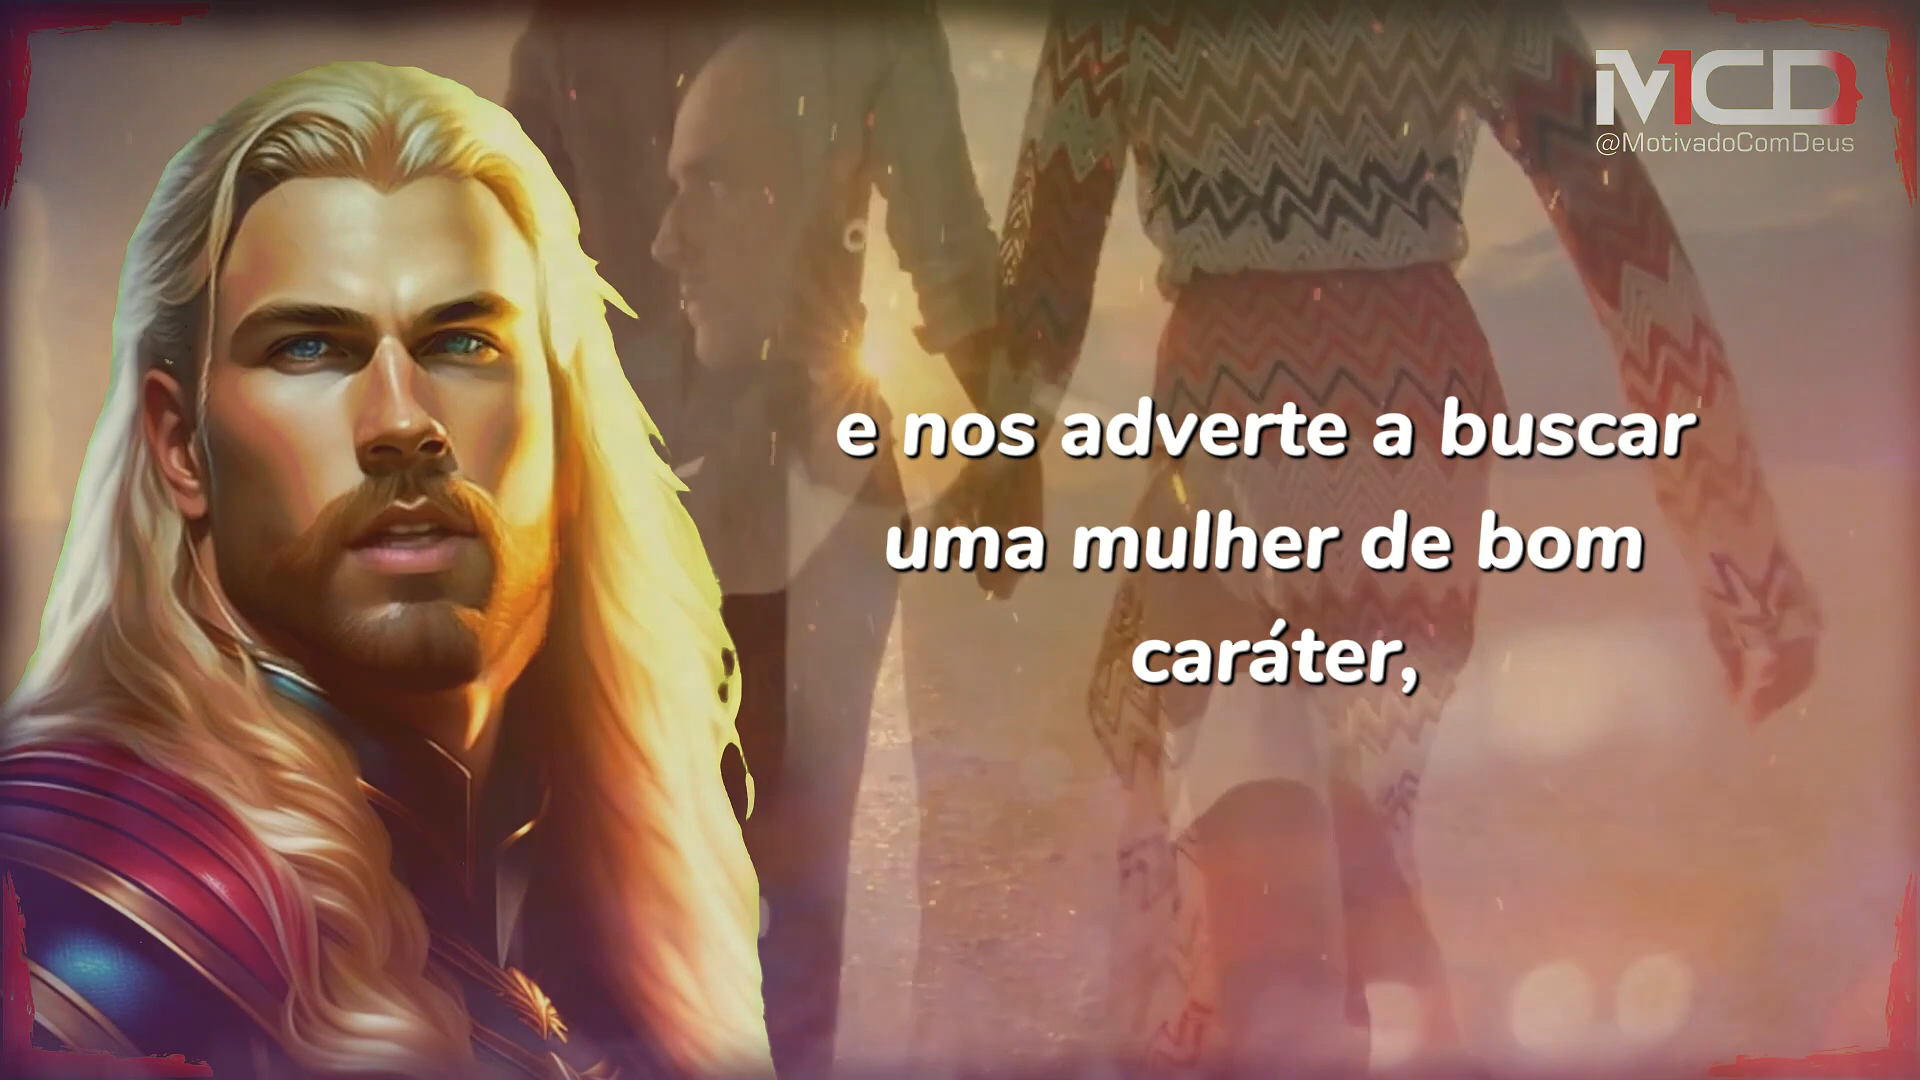 MCD
@MotivadoComDeus
e nos adverte a buscar
uma mulher de bom
caráter,